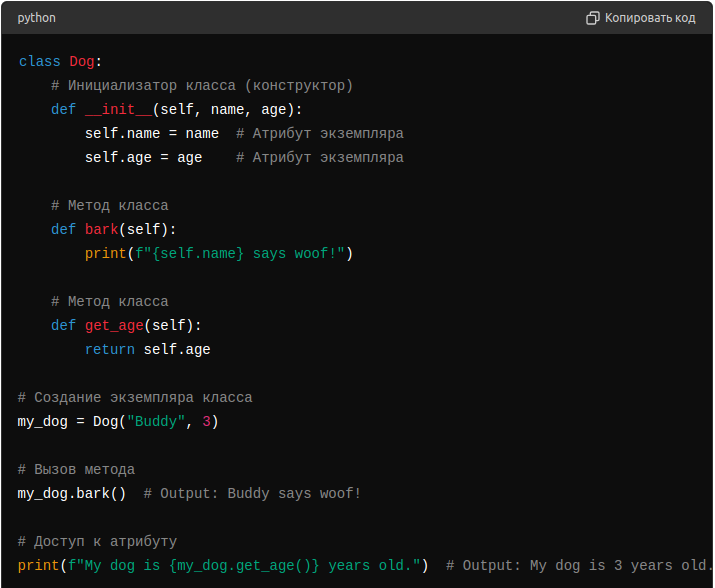 python
Копировать код
class Dog:
    # Инициализатор класса (конструктор)
    def __init__(self, name, age):
        self.name = name  # Атрибут экземпляра
        self.age = age    # Атрибут экземпляра

    # Метод класса
    def bark(self):
        print(f"{self.name} says woof!")

    # Метод класса
    def get_age(self):
        return self.age

# Создание экземпляра класса
my_dog = Dog("Buddy", 3)

# Вызов метода
my_dog.bark()  # Output: Buddy says woof!

# Доступ к атрибуту
print(f"My dog is {my_dog.get_age()} years old.")  # Output: My dog is 3 years old.